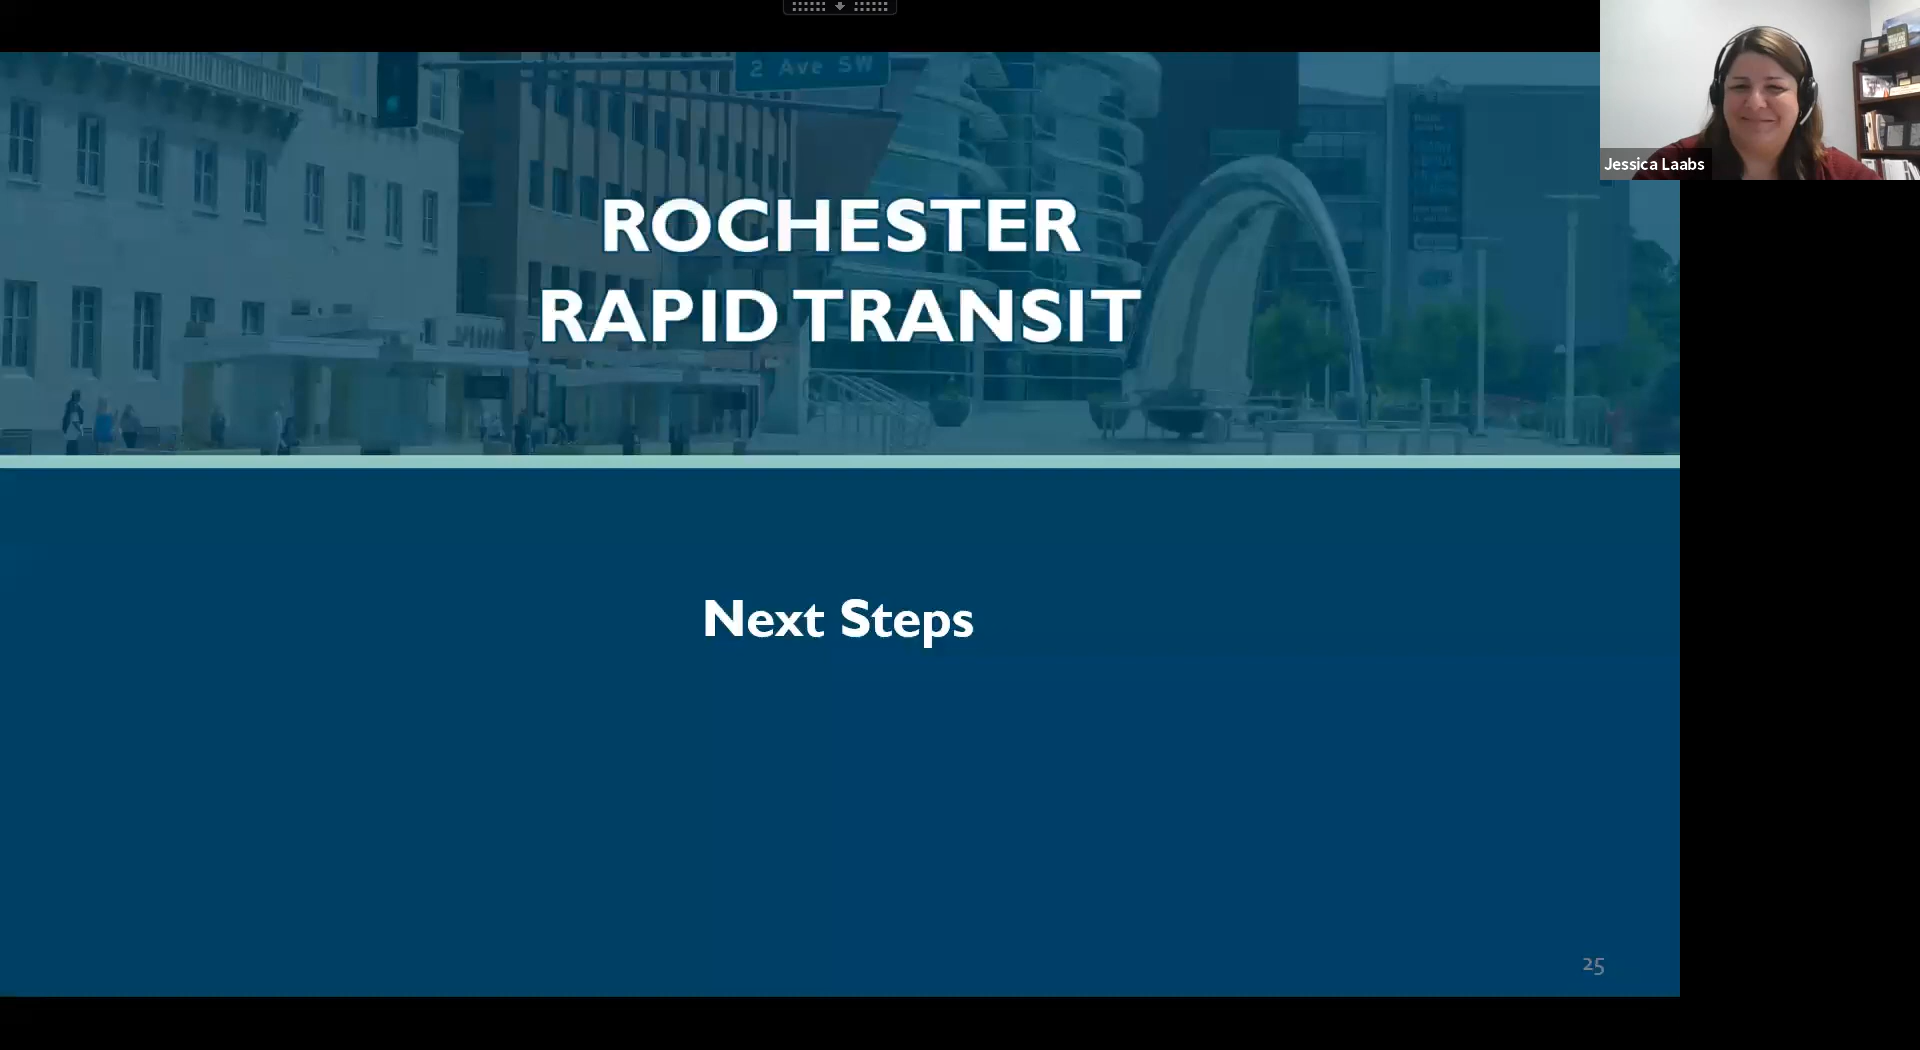 2 Ave SW
Jessica Laabs
ROCHESTER
RAPID TRANSIT
Next Steps
25